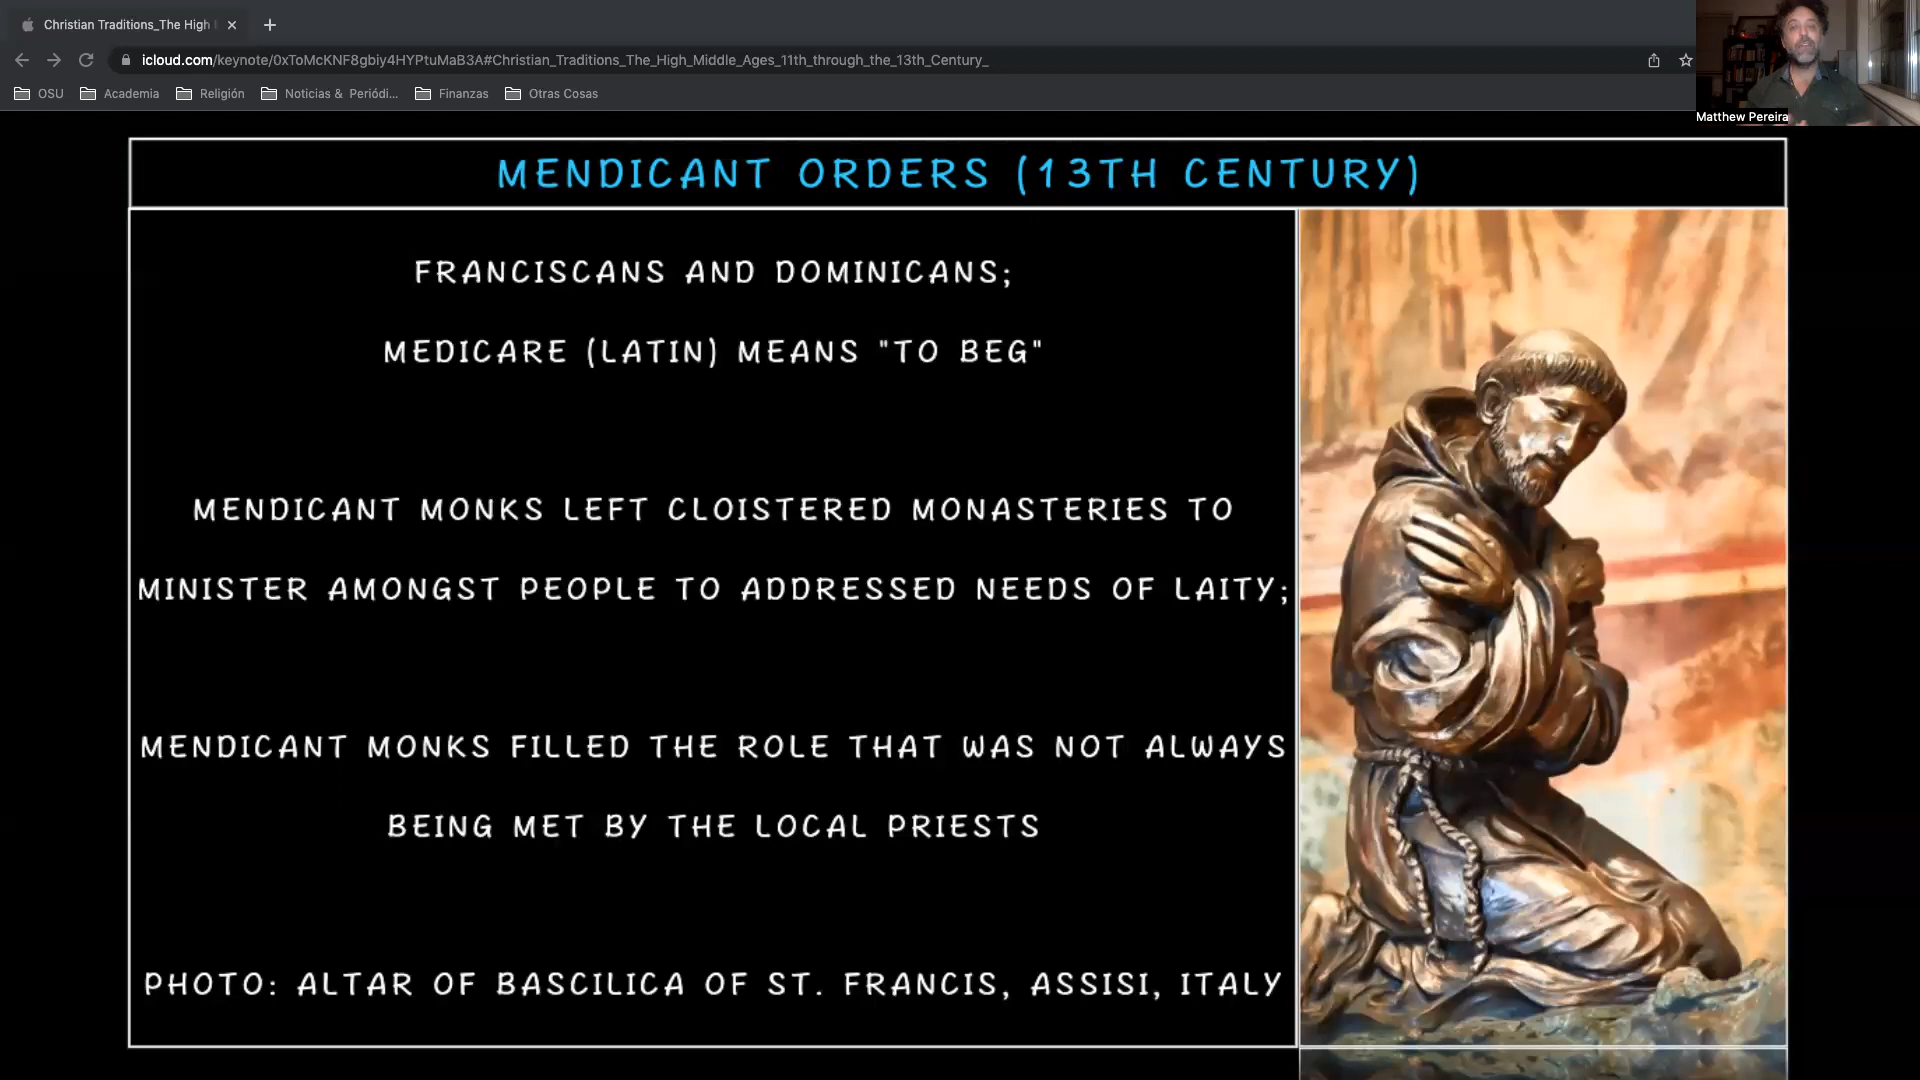 Christian Traditions_The High
icloud.com/keynote/0xToMcKNF8gbiy4HYPtuMaB3A#Christian_Traditions_The_High_Middle_Ages_11th_through_the_13th_Century_
OSU Academia Religión Noticias & Periódi... Finanzas Otras Cosas
Matthew Pereira
MENDICANT ORDERS (13TH CENTURY)
FRANCISCANS AND DOMINICANS;
MEDICARE (LATIN) MEANS "TO BEG"
MENDICANT MONKS LEFT CLOISTERED MONASTERIES TO
MINISTER AMONGST PEOPLE TO ADDRESSED NEEDS OF LAITY;
MENDICANT MONKS FILLED THE ROLE THAT WAS NOT ALWAYS
BEING MET BY THE LOCAL PRIESTS
PHOTO: ALTAR OF BASCILICA OF ST. FRANCIS, ASSISI, ITALY